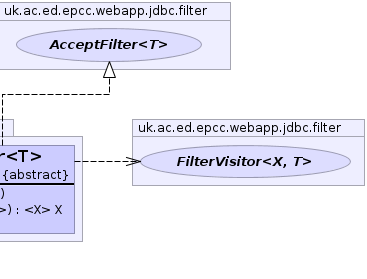 uk.ac.ed.epcc.webapp.jdbc.filter
AcceptFilter<T>
uk.ac.ed.epcc.webapp.jdbc.filter
FilterVisitor<X, T>
r<T>
{abstract}
)
>) : <X> X